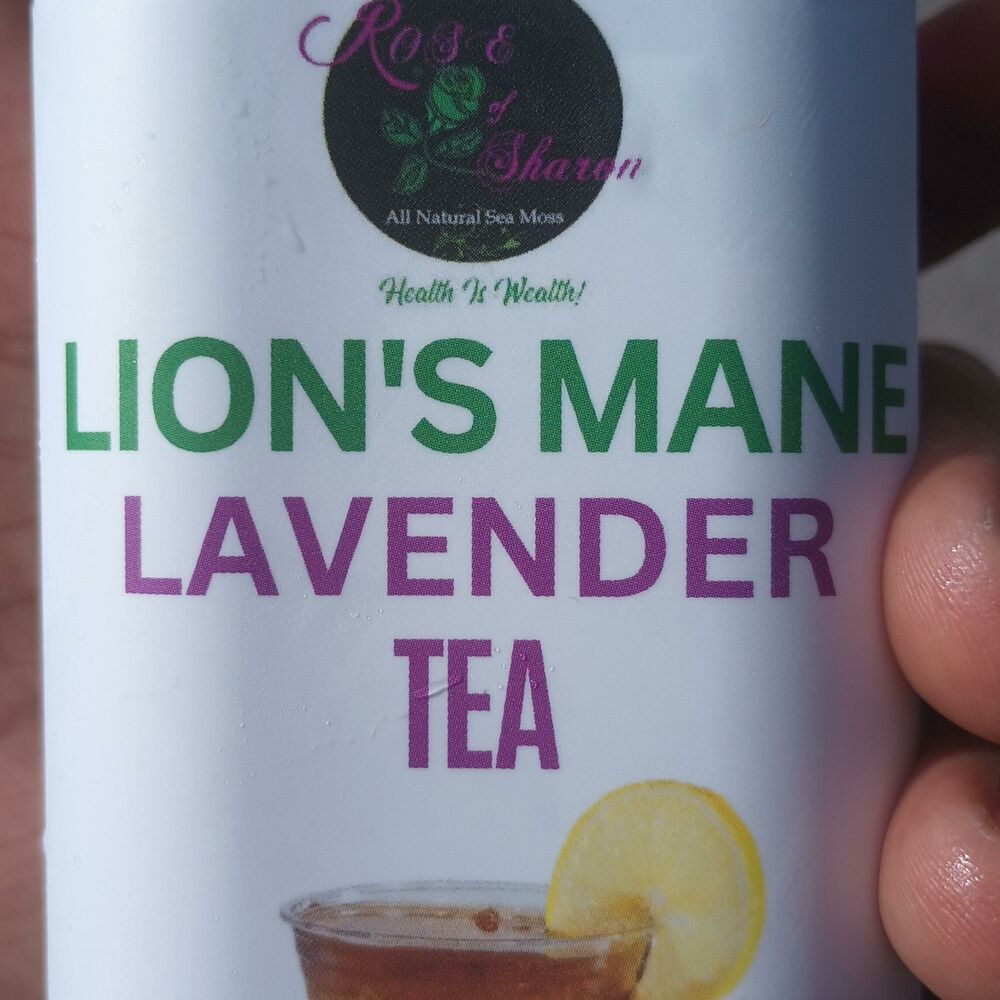 Rose
of
Sharon
All Natural Sea Moss
Health Is Wealth!
LION'S MANE
LAVENDER
TEA